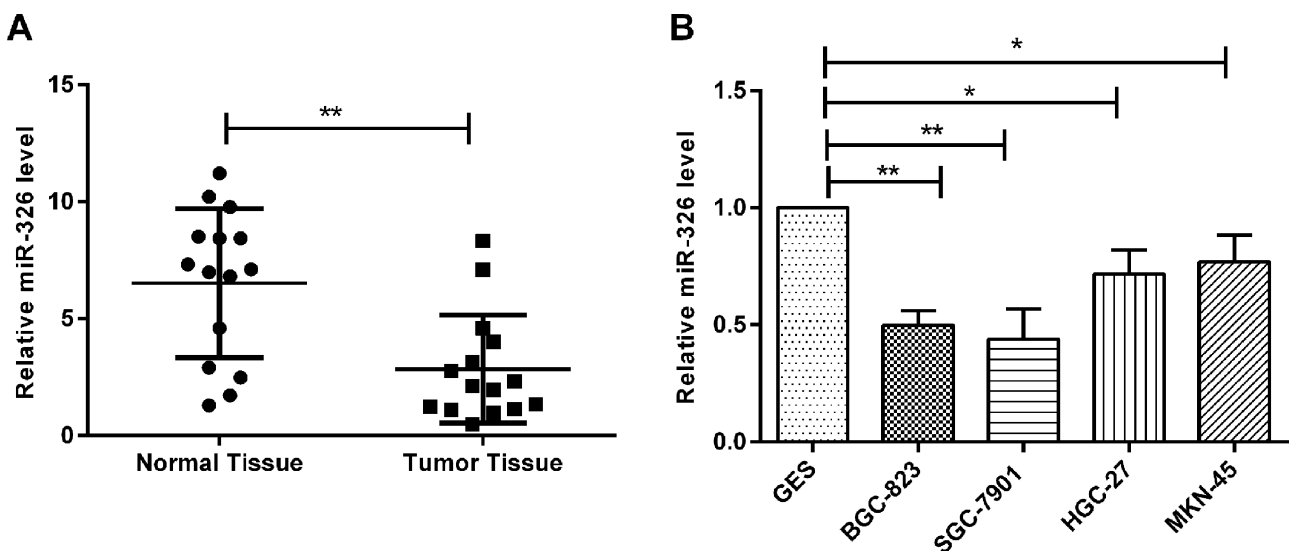 A
Relative miR-326 level
15
10
5
0
**
Normal Tissue
Tumor Tissue
B
Relative miR-326 level
1.5
1.0
0.5
0.0
*
*
**
**
GES
BGC-823
SGC-7901
HGC-27
MKN-45